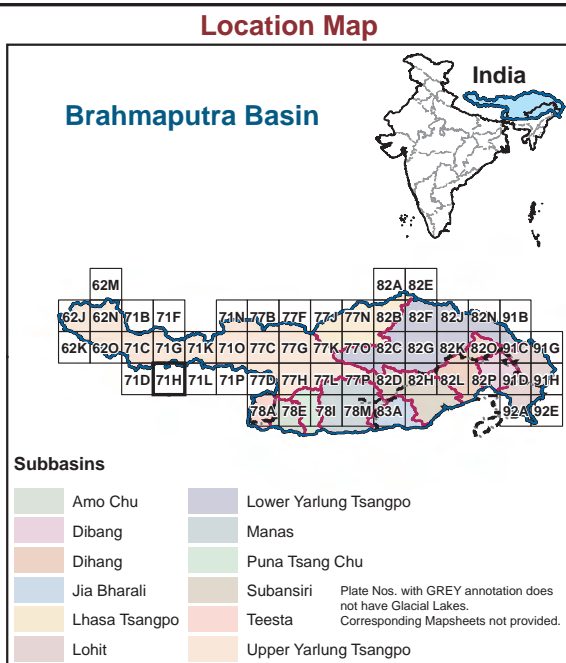 Location Map
India
Brahmaputra Basin
62M 82A 82E
62J 62N 71B 71F 71N 77B 77F 77J 77N 82B 82F 82J 82N 91B
62K 62O 71C 71G 71K 71O 77C 77G 77K 77O 82C 82G 82K 82O 91C 91G
71D 71H 71L 71P 77D 77H 77L 77P 82D 82H 82L 82P 91D 91H
78A 78E 78I 78M 83A 92A 92E
Subbasins
Amo Chu
Dibang
Dihang
Jia Bharali
Lhasa Tsangpo
Lohit
Lower Yarlung Tsangpo
Manas
Puna Tsang Chu
Subansiri
Teesta
Upper Yarlung Tsangpo
Plate Nos. with GREY annotation does
not have Glacial Lakes.
Corresponding Mapsheets not provided.